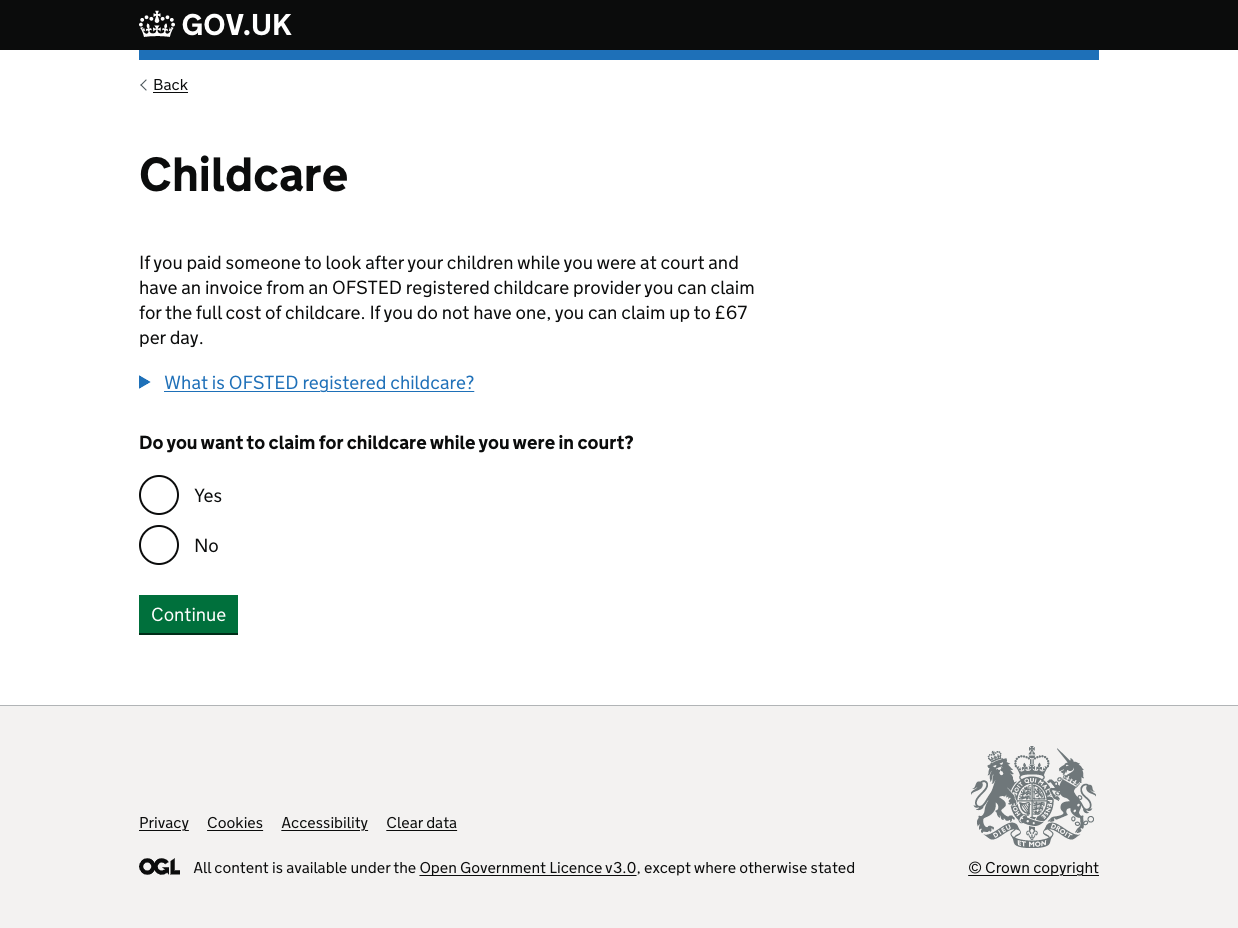 GOV.UK
Back
Childcare
If you paid someone to look after your children while you were at court and
have an invoice from an OFSTED registered childcare provider you can claim
for the full cost of childcare. If you do not have one, you can claim up to £67
per day.
What is OFSTED registered childcare?
Do you want to claim for childcare while you were in court?
Yes
No
Continue
Privacy Cookies Accessibility Clear data
OGL All content is available under the Open Government Licence v3.0, except where otherwise stated
DIEU ET MON DROIT
© Crown copyright